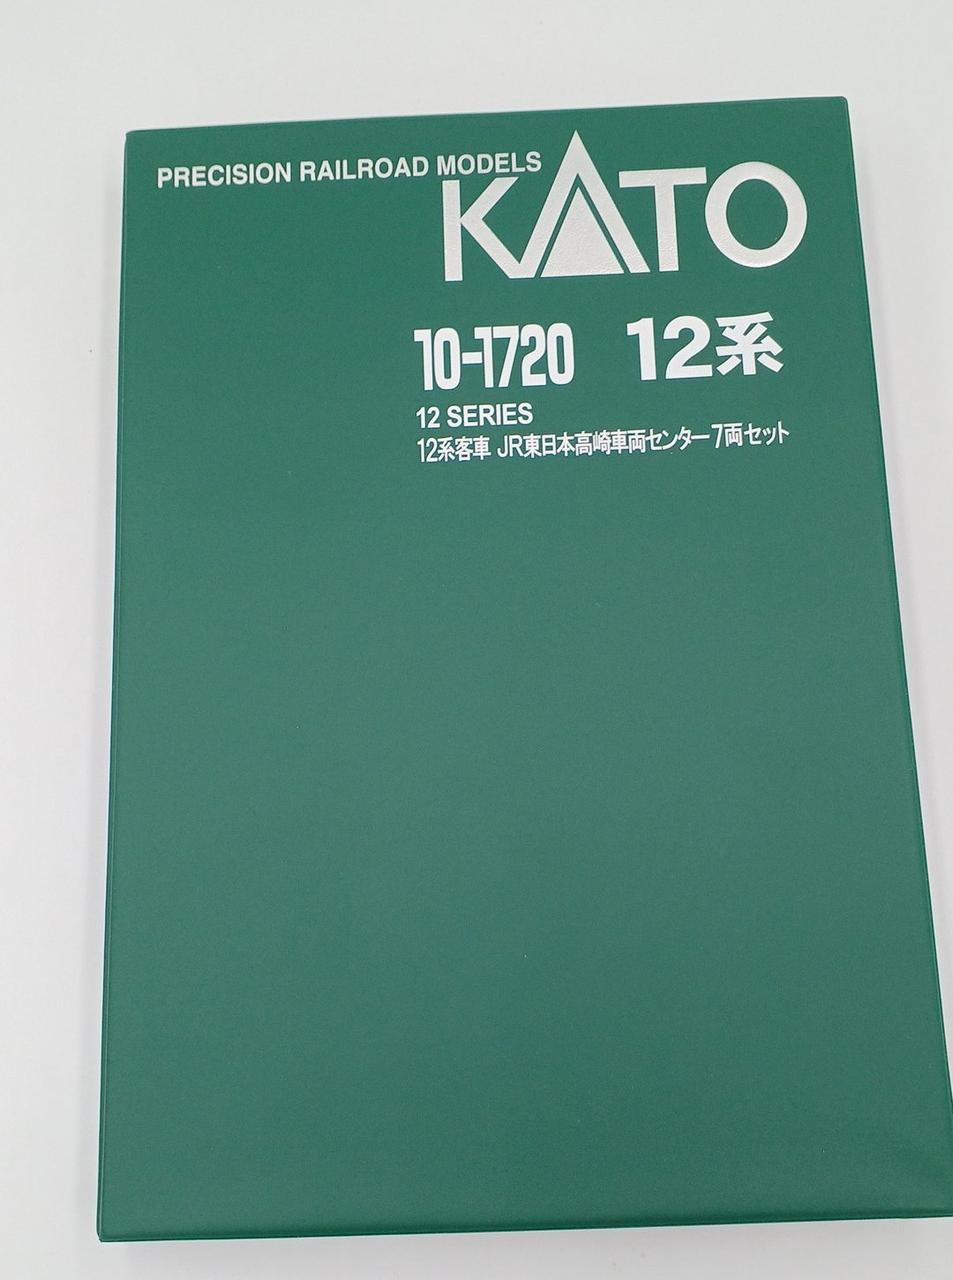 PRECISION RAILROAD MODELS
KATO
10-1720 12系
12 SERIES
12系客車 JR東日本高崎車両センター 7両セット